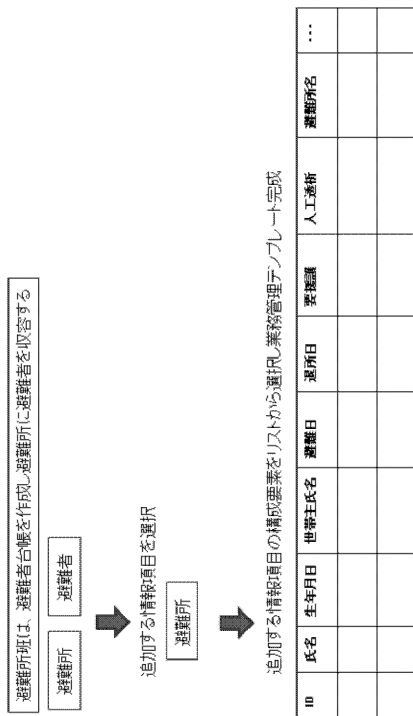 避難所班は、避難者台帳を作成し避難所に避難者を収容する
避難所
避難者
追加する情報項目を選択
避難所
追加する情報項目の構成要素をリストから選択し業務管理テンプレート完成
ID 氏名 生年月日 世帯主氏名 避難日 退所日 要援護 人工透析 避難所名 …